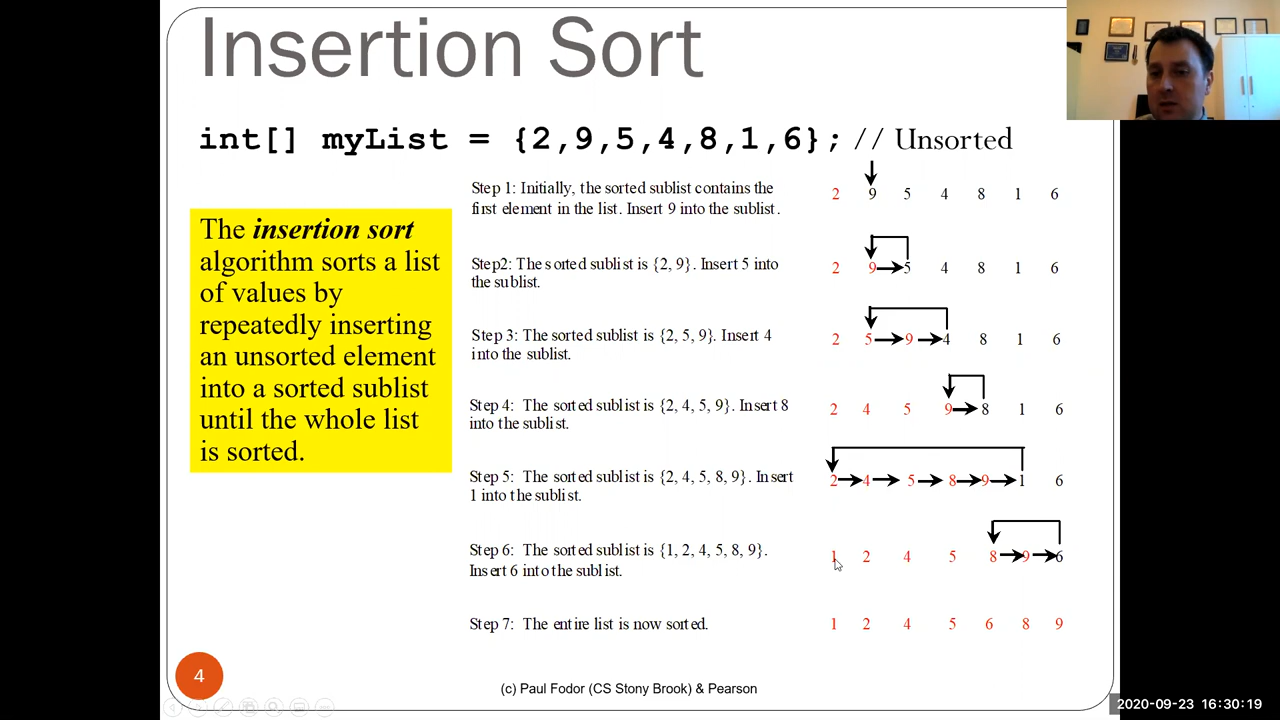 Insertion Sort
int[] myList = {2,9,5,4,8,1,6}; // Unsorted
The insertion sort
algorithm sorts a list
of values by
repeatedly inserting
an unsorted element
into a sorted sublist
until the whole list
is sorted.
Step 1: Initially, the sorted sublist contains the
first element in the list. Insert 9 into the sublist.
2 9 5 4 8 1 6
Step2: The sorted sublist is {2, 9}. Insert 5 into
the sublist.
2 9 5 4 8 1 6
Step 3: The sorted sublist is {2, 5, 9}. Insert 4
into the sublist.
2 5 9 4 8 1 6
Step 4: The sorted sublist is {2, 4, 5, 9}. Insert 8
into the sublist.
2 4 5 9 8 1 6
Step 5: The sorted sublist is {2, 4, 5, 8, 9}. Insert
1 into the sublist.
2 4 5 8 9 1 6
Step 6: The sorted sublist is {1, 2, 4, 5, 8, 9}.
Insert 6 into the sublist.
1 2 4 5 8 9 6
Step 7: The entire list is now sorted.
1 2 4 5 6 8 9
4
(c) Paul Fodor (CS Stony Brook) & Pearson
2020-09-23 16:30:19